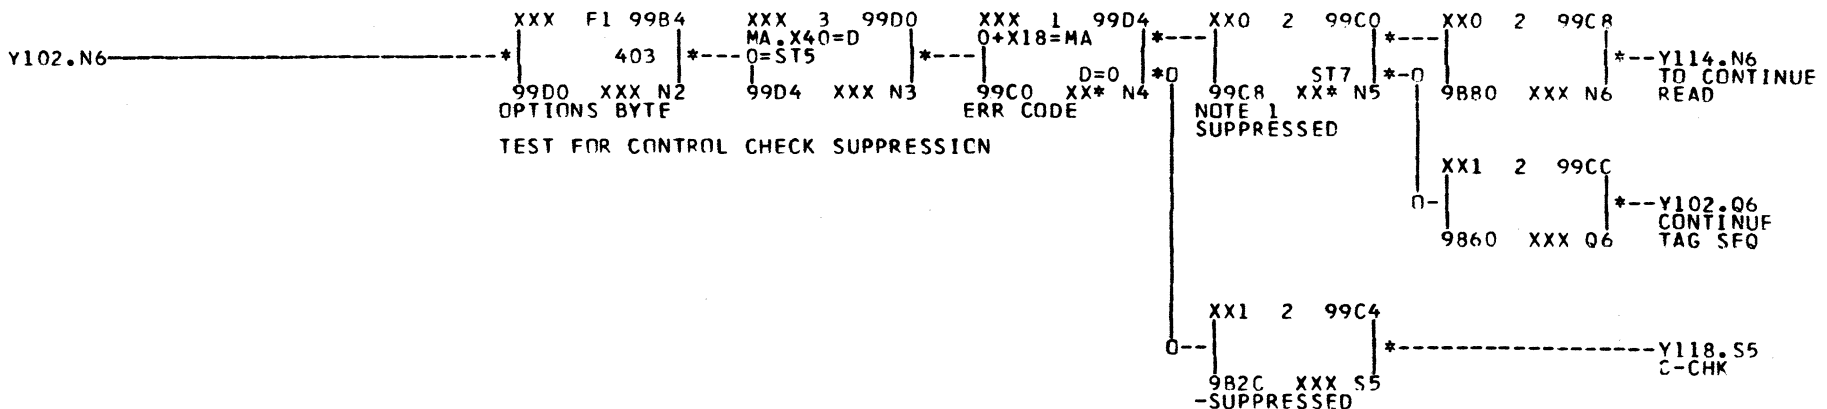 XXX F1 99B4 XXX 3 99D0 XXX 1 99D4 XX0 2 99C0 XX0 2 99C8
MA.X40=D 0+X18=MA
Y102.N6 403 0=ST5 Y114.N6
D=0 ST7 TO CONTINUE
99D0 XXX N2 99D4 XXX N3 99C0 XX* N4 99C8 XX* N5 9B80 XXX N6 READ
OPTIONS BYTE ERR CODE NOTE 1
SUPPRESSED
TEST FOR CONTROL CHECK SUPPRESSICN
XX1 2 99CC
Y102.Q6
CONTINUE
9860 XXX Q6 TAG SEQ
XX1 2 99C4
Y118.S5
C-CHK
9B2C XXX S5
-SUPPRESSED